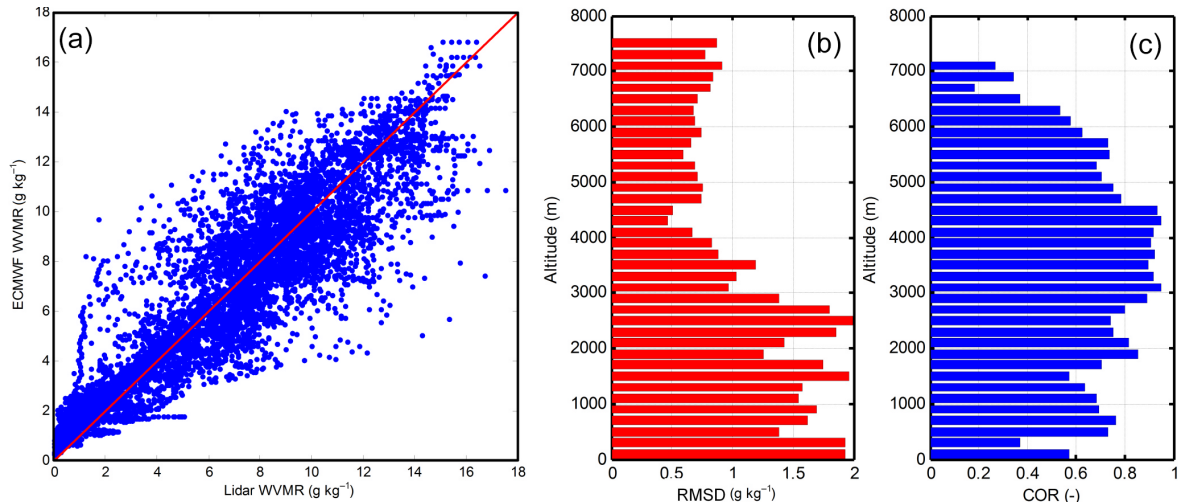 (a)
18
16
14
12
10
8
6
4
2
0
ECMWF WVMR (g kg⁻¹)
0 2 4 6 8 10 12 14 16 18
Lidar WVMR (g kg⁻¹)
(b)
8000
7000
6000
5000
4000
3000
2000
1000
0
Altitude (m)
0 0.5 1 1.5 2
RMSD (g kg⁻¹)
(c)
8000
7000
6000
5000
4000
3000
2000
1000
0
Altitude (m)
0 0.2 0.4 0.6 0.8 1
COR (-)